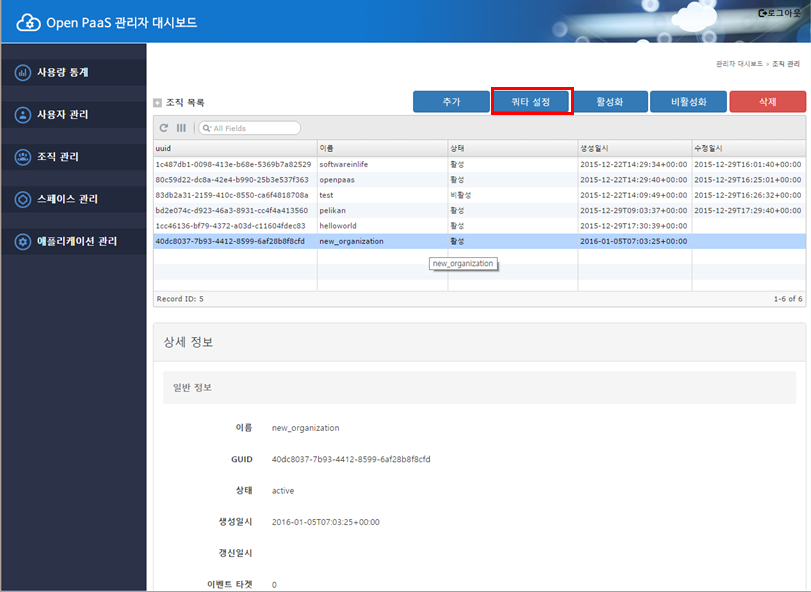 Open PaaS 관리자 대시보드
로그아웃
사용량 통계
사용자 관리
조직 관리
스페이스 관리
애플리케이션 관리
관리자 대시보드 > 조직 관리
조직 목록
추가 쿼타 설정 활성화 비활성화 삭제
All Fields
uuid 이름 상태 생성일시 수정일시
1c487db1-0098-413e-b68e-5369b7a82529 softwareinlife 활성 2015-12-22T14:29:34+00:00 2015-12-29T16:01:40+00:00
80c59d22-dc8a-42e4-b990-25b3e537f363 openpaas 활성 2015-12-22T14:29:40+00:00 2015-12-29T16:25:01+00:00
83db2a31-2159-410c-8550-ca6f4818708a test 비활성 2015-12-22T14:09:49+00:00 2015-12-29T16:26:32+00:00
bd2e074c-d923-46a3-8931-cc4f4a413560 pelikan 활성 2015-12-29T09:03:37+00:00 2015-12-29T17:29:40+00:00
1cc46136-bf79-4372-a03d-c11604fdec83 helloworld 활성 2015-12-29T17:30:39+00:00
40dc8037-7b93-4412-8599-6af28b8f8cfd new_organization 활성 2016-01-05T07:03:25+00:00
new_organization
Record ID: 5 1-6 of 6
상세 정보
일반 정보
이름 new_organization
GUID 40dc8037-7b93-4412-8599-6af28b8f8cfd
상태 active
생성일시 2016-01-05T07:03:25+00:00
갱신일시
이벤트 타겟 0